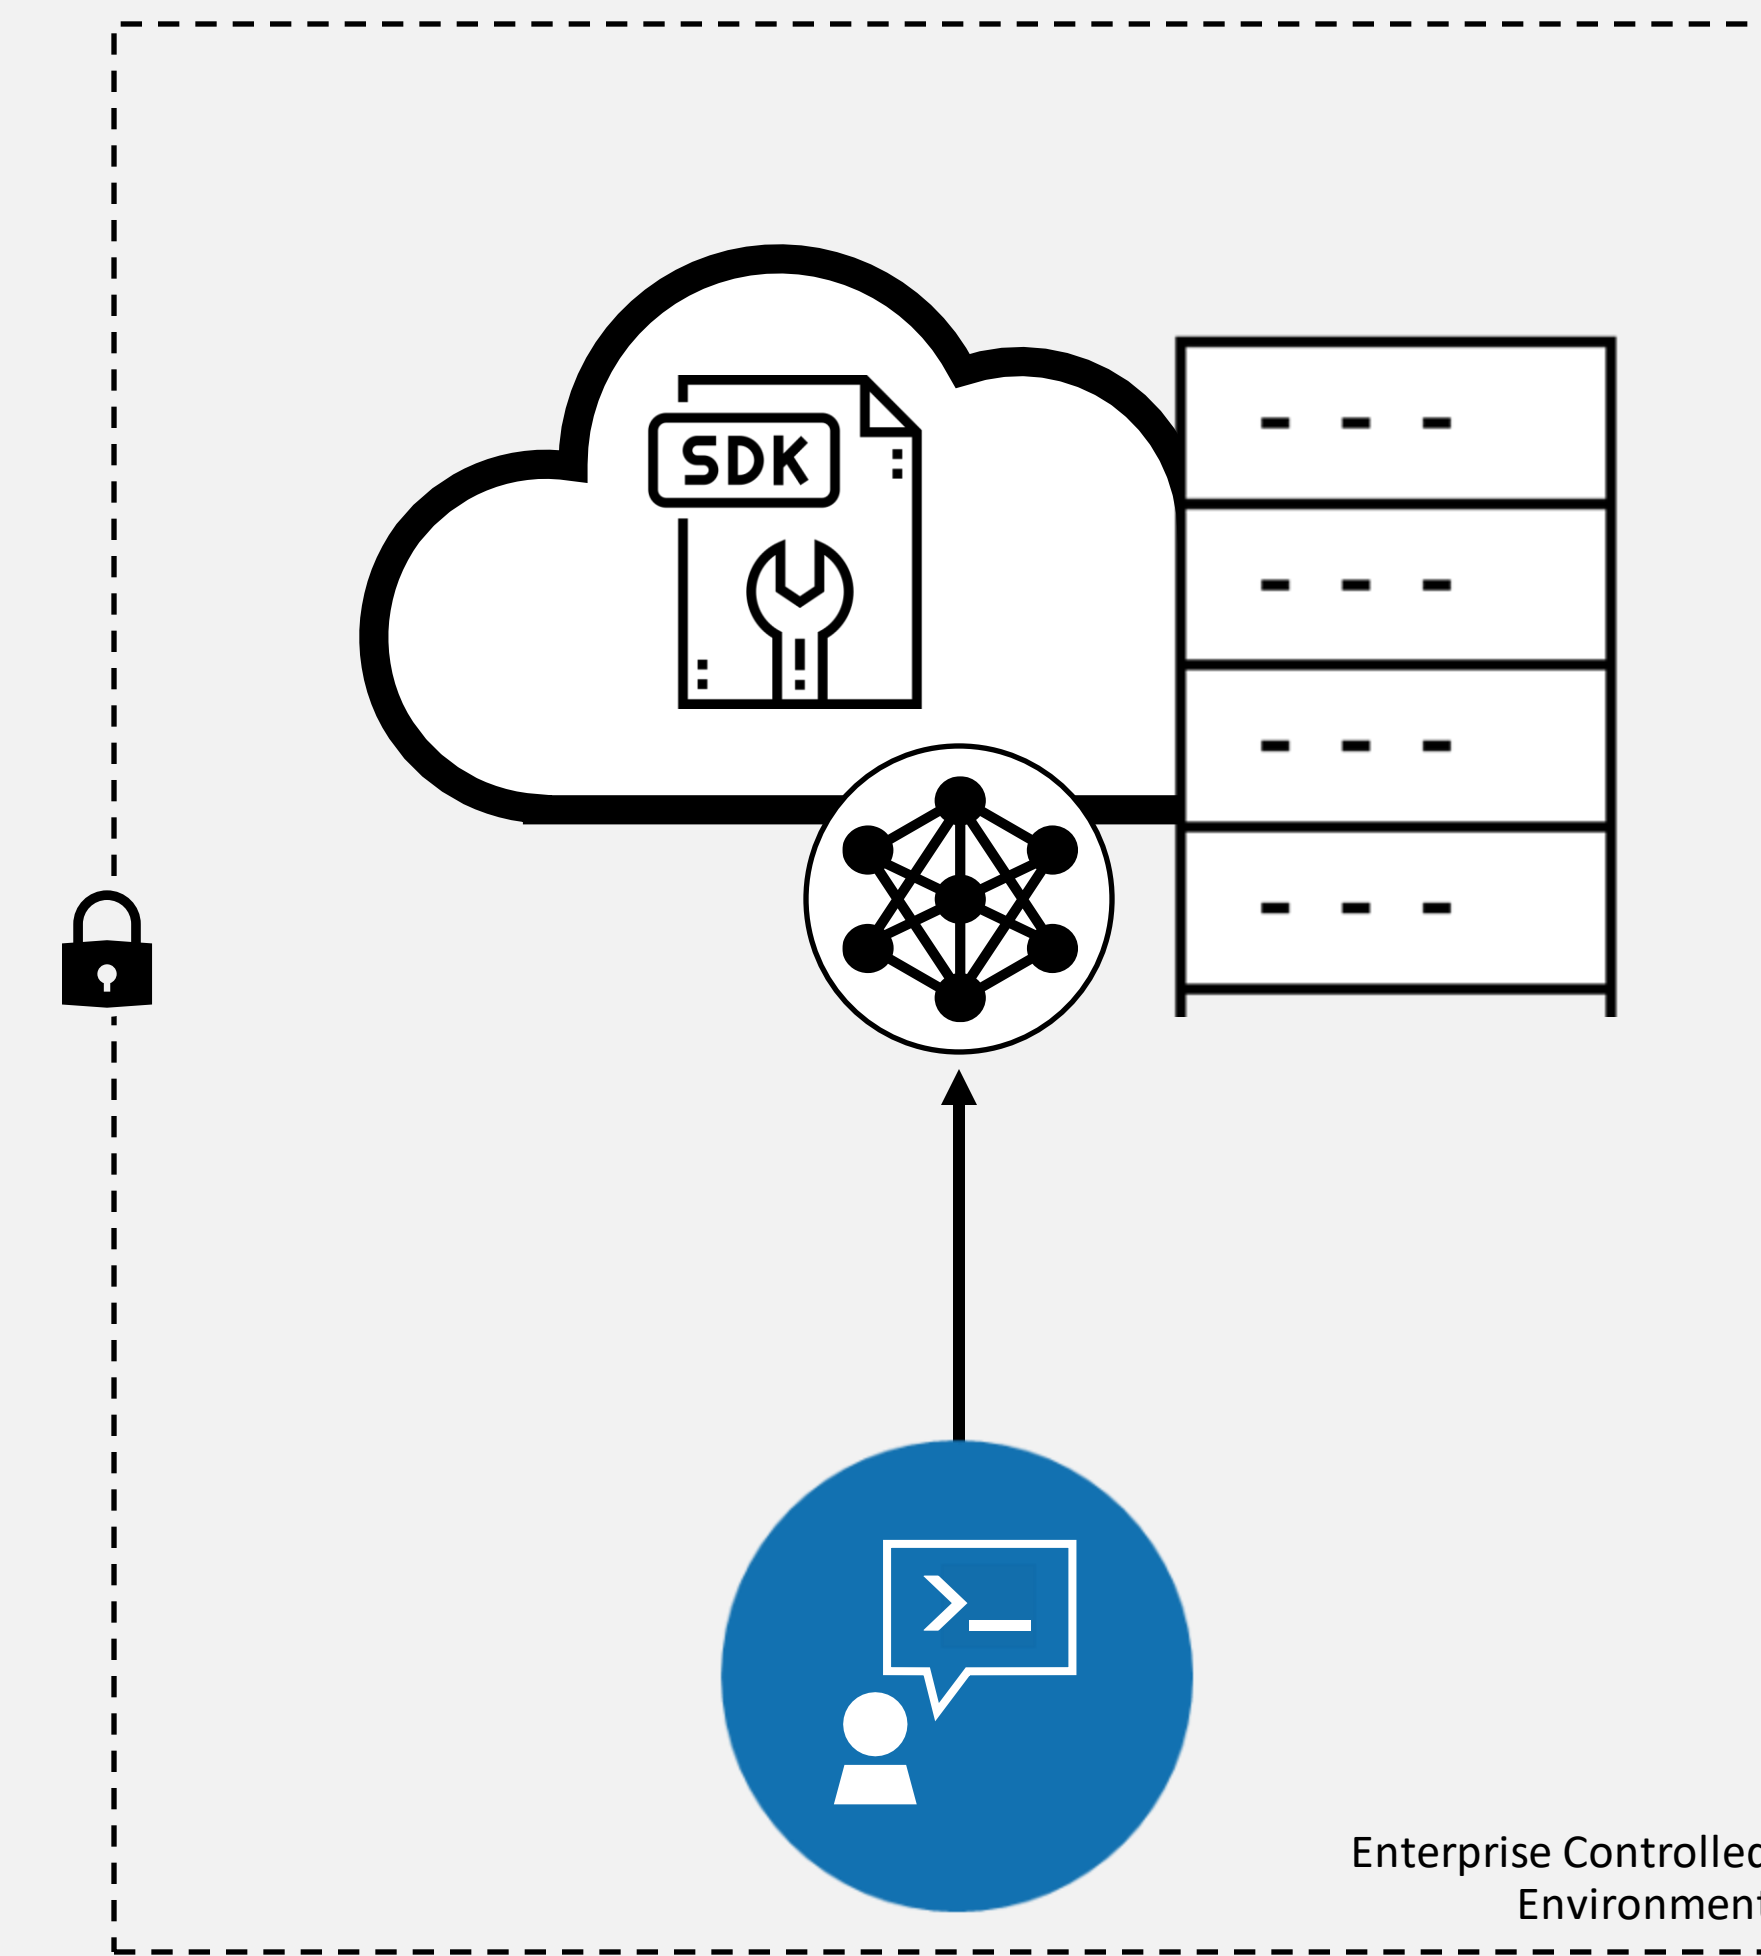 SDK
>_
Enterprise Controlled
Environment